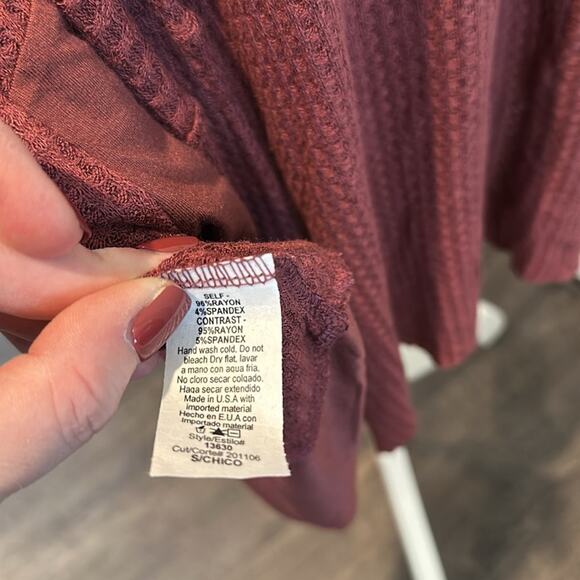 SELF -
96%RAYON
4%SPANDEX
CONTRAST -
95%RAYON
5%SPANDEX
Hand wash cold. Do not
bleach Dry flat, lavar
a mano con agua fria.
No cloro secar colgado.
Haga secar extendido
Made in U.S.A with
imported material
Hecho en E.U.A con
Importado material
Style/Estilo#
13630
Cut/Corte# 201106
S/CHICO